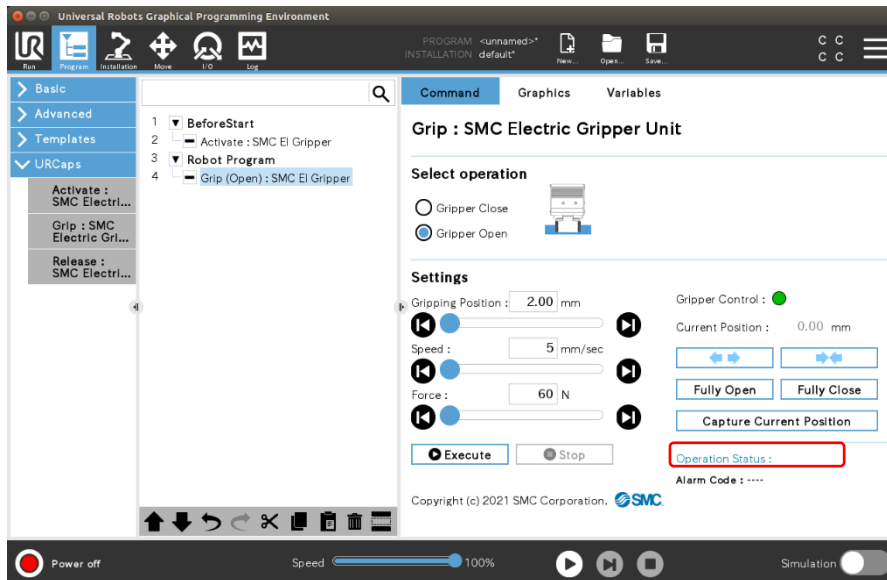 Universal Robots Graphical Programming Environment
PROGRAM <unnamed>*
INSTALLATION default*
Run Program Installation Move I/O Log New... Open... Save...
C C
C C
Basic
Advanced
Templates
URCaps
Activate :
SMC Electri...
Grip : SMC
Electric Gri...
Release :
SMC Electri...
1 BeforeStart
2 Activate : SMC El Gripper
3 Robot Program
4 Grip (Open) : SMC El Gripper
Command Graphics Variables
Grip : SMC Electric Gripper Unit
Select operation
Gripper Close
Gripper Open
Settings
Gripping Position : 2.00 mm
Speed : 5 mm/sec
Force : 60 N
Execute Stop
Gripper Control :
Current Position : 0.00 mm
Fully Open Fully Close
Capture Current Position
Operation Status :
Alarm Code : ----
Copyright (c) 2021 SMC Corporation. SMC.
Power off Speed 100% Simulation